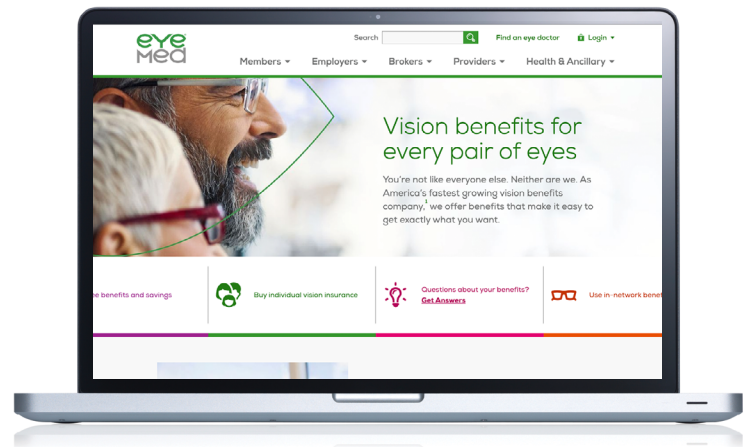 eye
med
Search
Find an eye doctor
Login
Members
Employers
Brokers
Providers
Health & Ancillary
Vision benefits for
every pair of eyes
You're not like everyone else. Neither are we. As
America's fastest growing vision benefits
company,¹ we offer benefits that make it easy to
get exactly what you want.
benefits and savings
Buy individual vision insurance
Questions about your benefits?
Get Answers
Use in-network